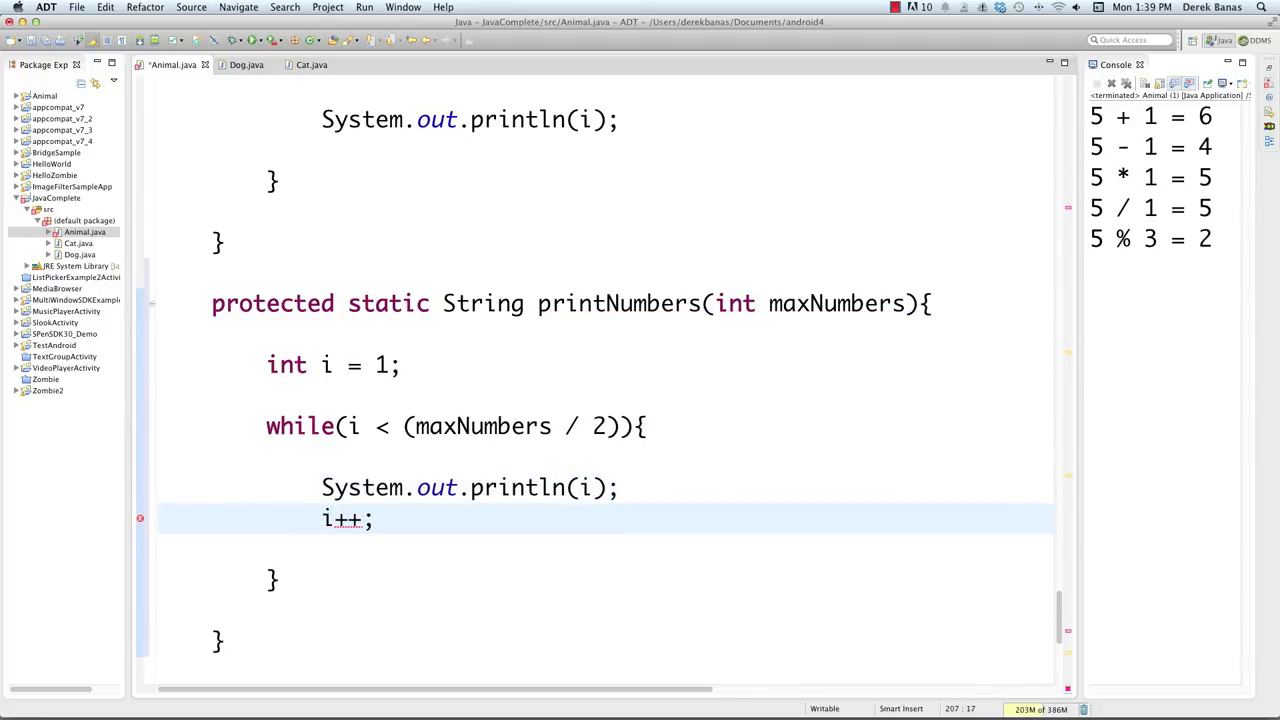 ADT File Edit Refactor Source Navigate Search Project Run Window Help 10 Mon 1:39 PM Derek Banas
Java - JavaComplete/src/Animal.java - ADT - /Users/derekbanas/Documents/android4
Quick Access Java DDMS
Package Exp
*Animal.java Dog.java Cat.java
Console
<terminated> Animal (1) [Java Application] /S
Animal
appcompat_v7
appcompat_v7_2
appcompat_v7_3
appcompat_v7_4
BridgeSample
HelloWorld
HelloZombie
ImageFilterSampleApp
JavaComplete
src
(default package)
Animal.java
Cat.java
Dog.java
JRE System Library [Ja
ListPickerExample2Activi
MediaBrowser
MultiWindowSDKExample
MusicPlayerActivity
SlookActivity
SPenSDK30_Demo
TestAndroid
TextGroupActivity
VideoPlayerActivity
Zombie
Zombie2
System.out.println(i);
}
}
protected static String printNumbers(int maxNumbers){
int i = 1;
while(i < (maxNumbers / 2)){
System.out.println(i);
i++;
}
}
5 + 1 = 6
5 - 1 = 4
5 * 1 = 5
5 / 1 = 5
5 % 3 = 2
Writable Smart Insert 207 : 17 203M of 386M